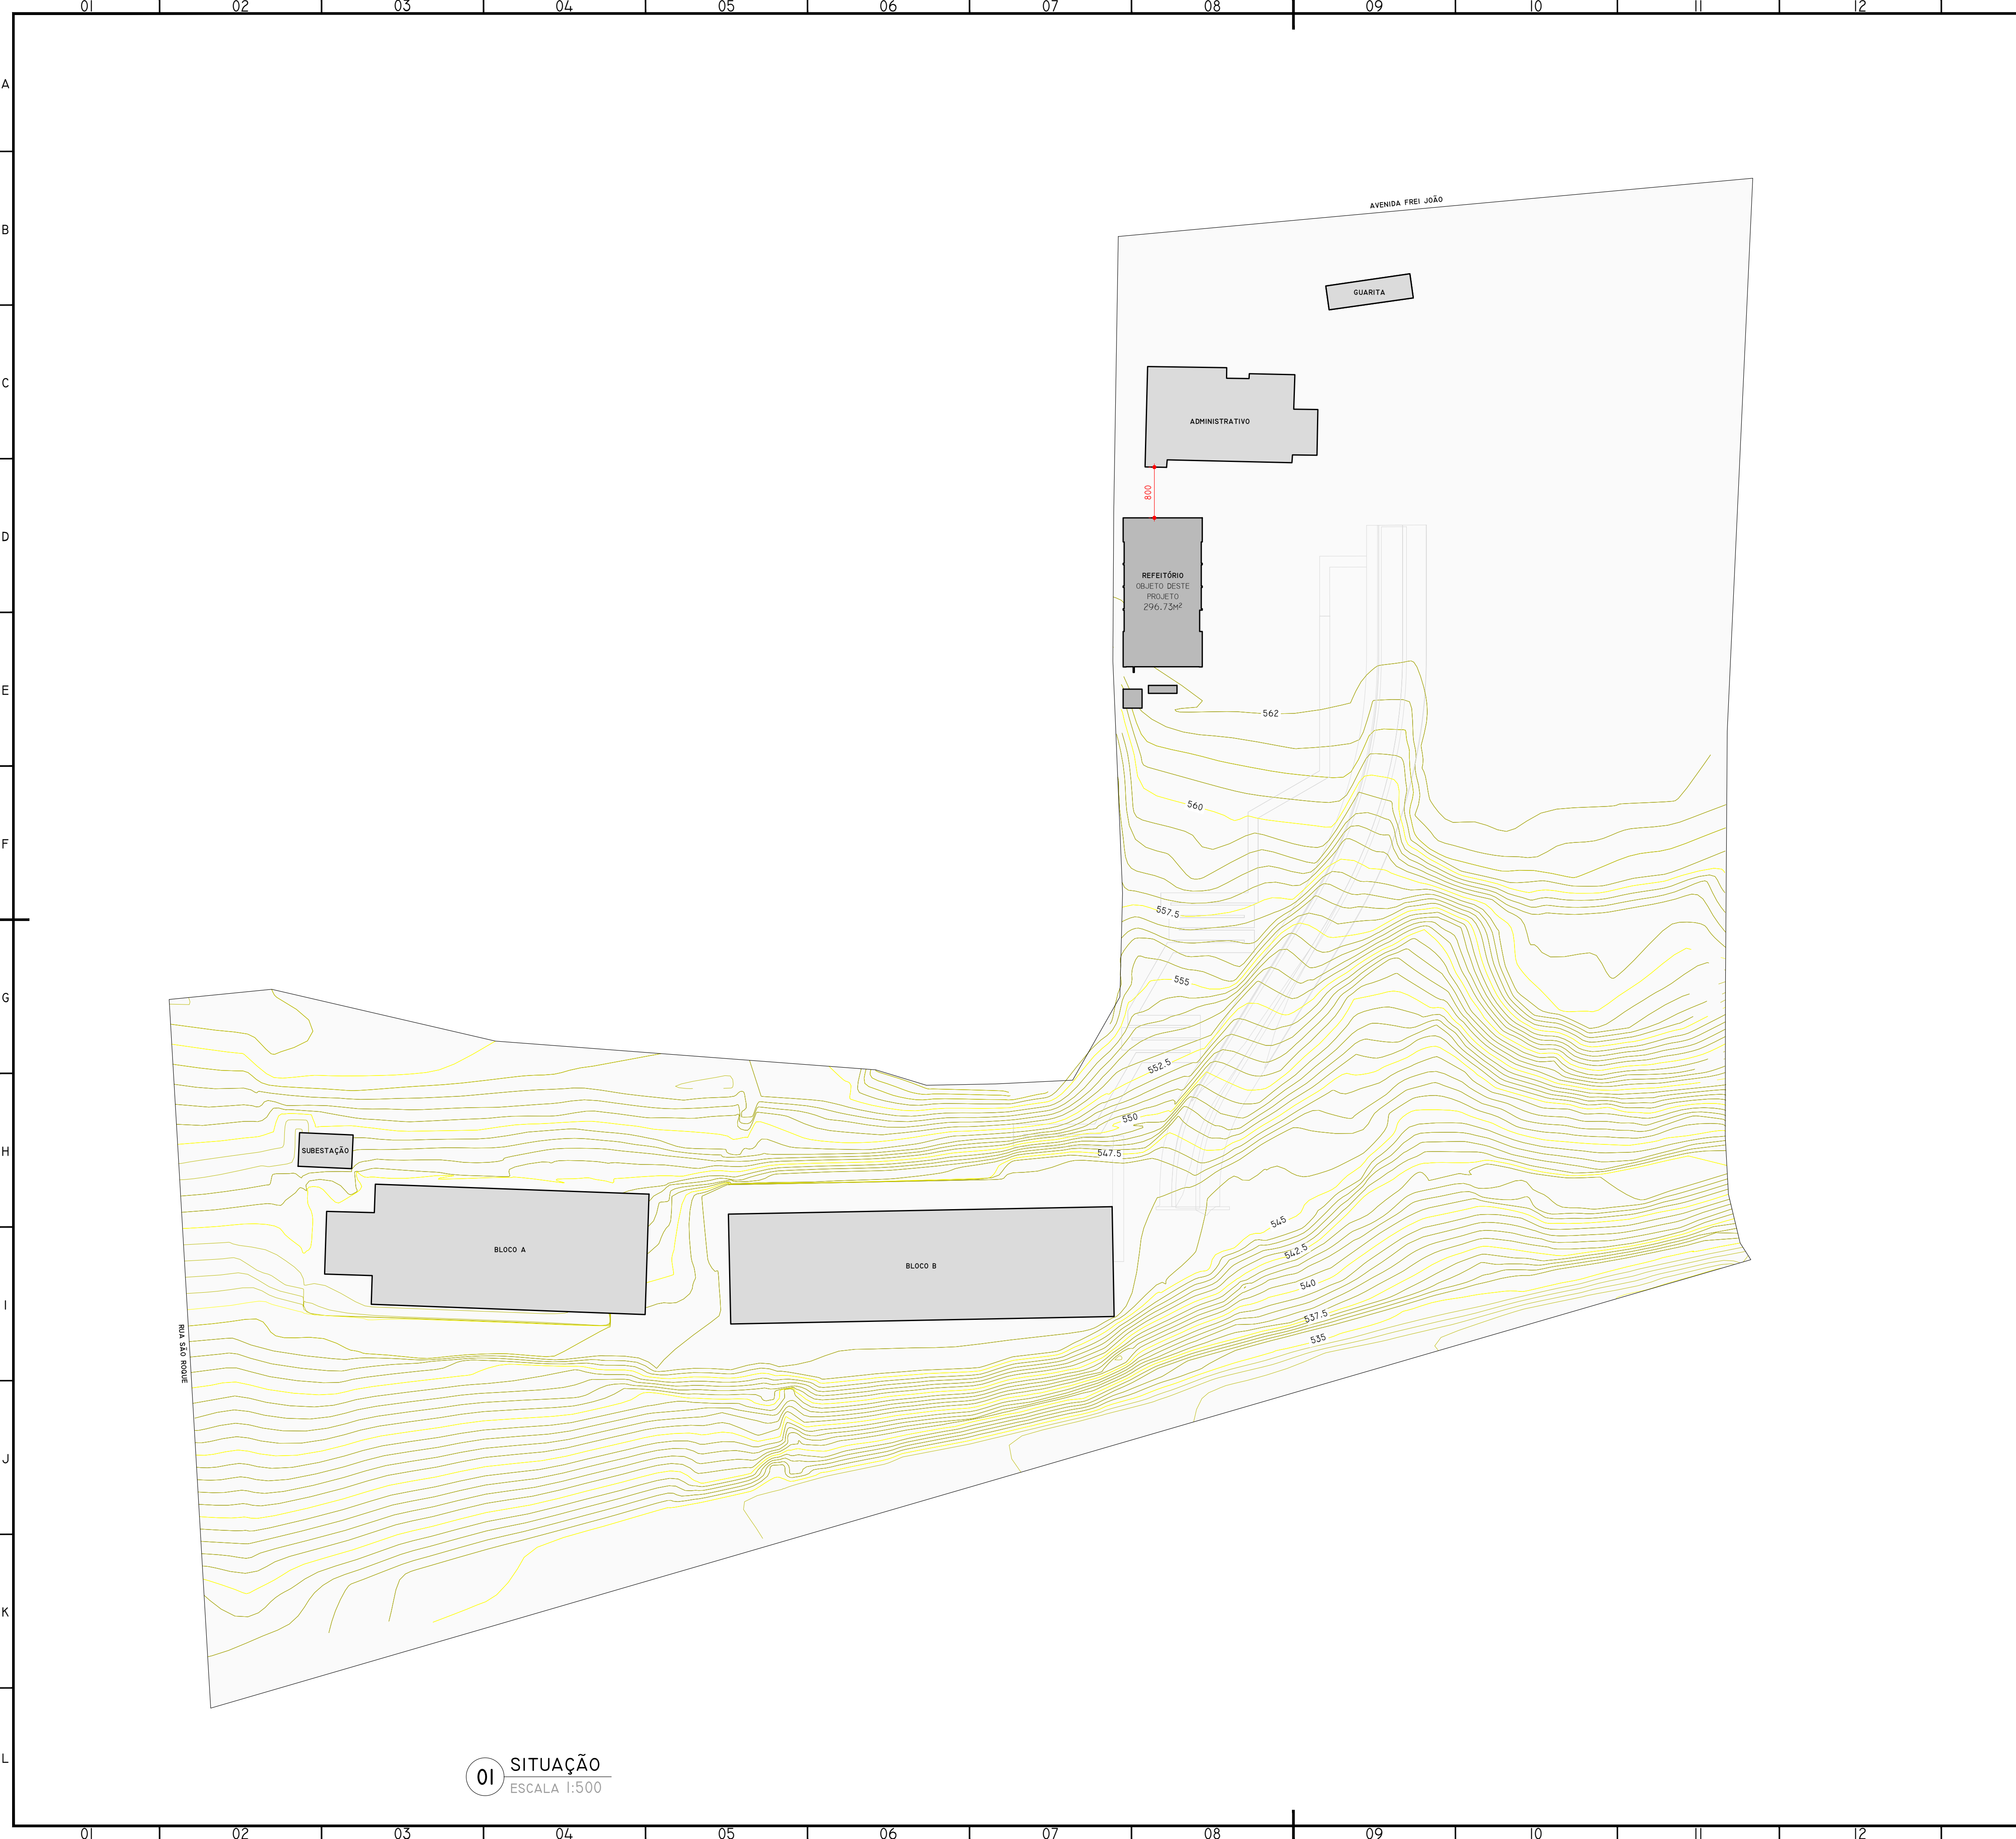 01 02 03 04 05 06 07 08 09 10 11 12
A
B
C
D
E
F
G
H
I
J
K
L
AVENIDA FREI JOÃO
GUARITA
ADMINISTRATIVO
800
REFEITÓRIO
OBJETO DESTE
PROJETO
296.73M²
562
560
557.5
555
552.5
550
547.5
545
542.5
540
537.5
535
SUBESTAÇÃO
BLOCO A
BLOCO B
RUA SÃO ROQUE
01
SITUAÇÃO
ESCALA 1:500
01 02 03 04 05 06 07 08 09 10 11 12